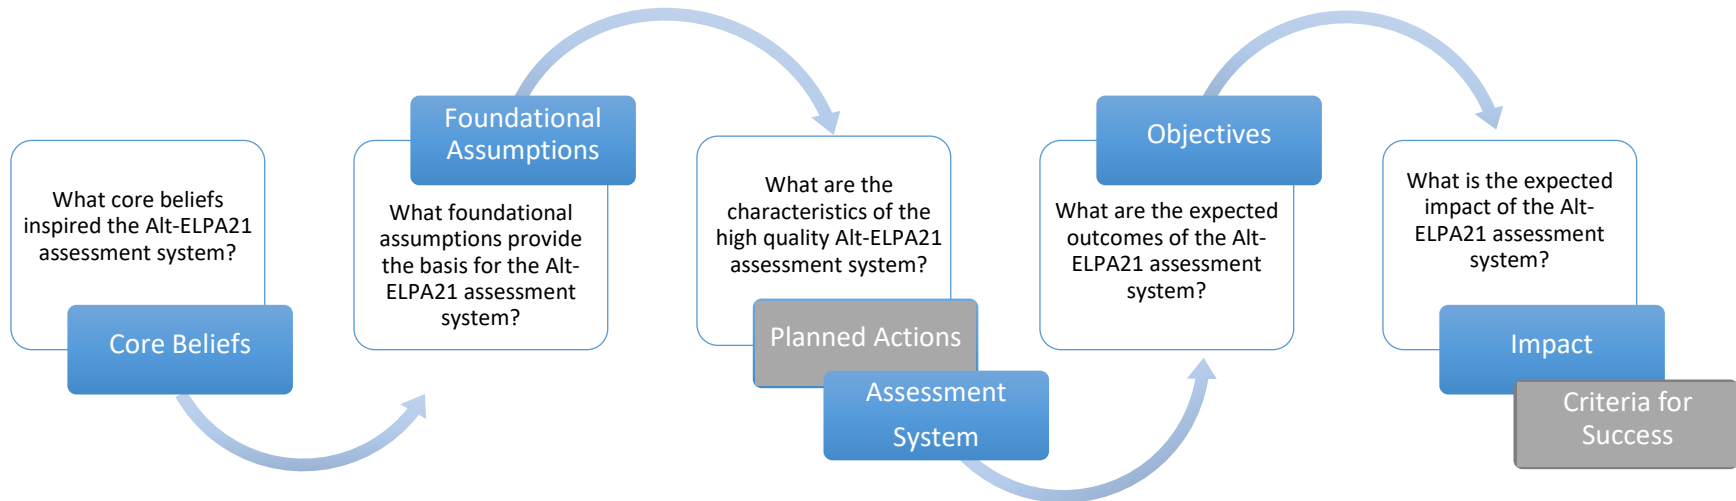 What core beliefs
inspired the Alt-ELPA21
assessment system?
Core Beliefs
Foundational
Assumptions
What foundational
assumptions provide
the basis for the Alt-
ELPA21 assessment
system?
What are the
characteristics of the
high quality Alt-ELPA21
assessment system?
Planned Actions
Assessment
System
Objectives
What are the expected
outcomes of the Alt-
ELPA21 assessment
system?
What is the expected
impact of the Alt-
ELPA21 assessment
system?
Impact
Criteria for
Success